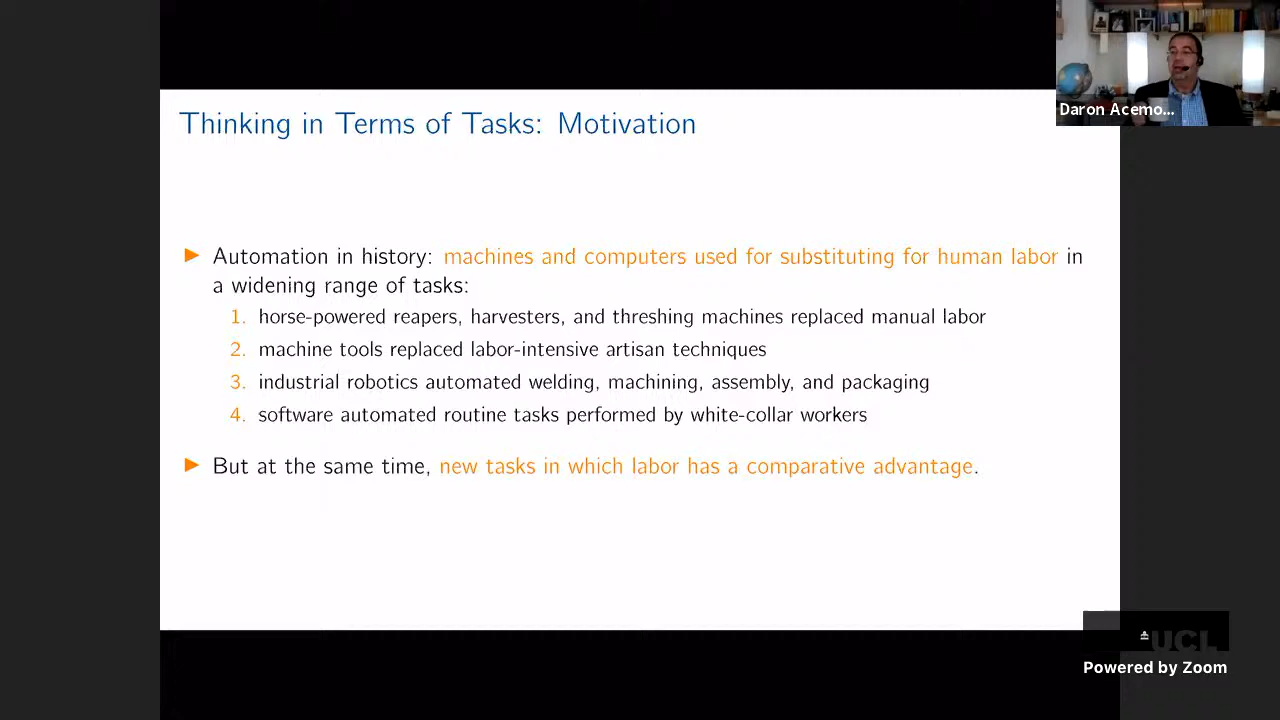 Thinking in Terms of Tasks: Motivation
Daron Acemo...
► Automation in history: machines and computers used for substituting for human labor in
a widening range of tasks:
1. horse-powered reapers, harvesters, and threshing machines replaced manual labor
2. machine tools replaced labor-intensive artisan techniques
3. industrial robotics automated welding, machining, assembly, and packaging
4. software automated routine tasks performed by white-collar workers
► But at the same time, new tasks in which labor has a comparative advantage.
UCL
Powered by Zoom